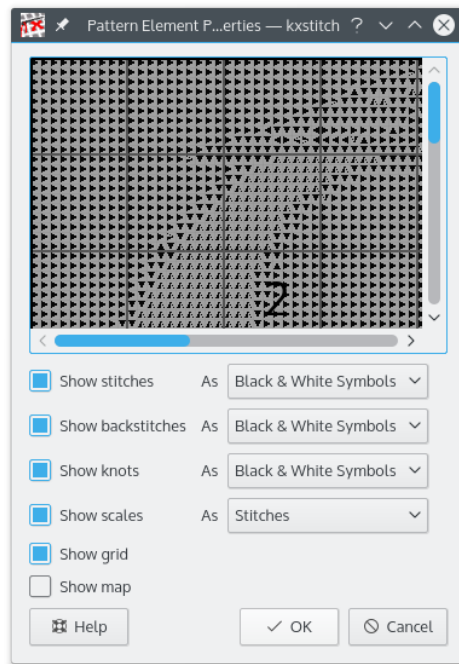 Pattern Element P...erties — kxstitch ?
2
Show stitches As Black & White Symbols
Show backstitches As Black & White Symbols
Show knots As Black & White Symbols
Show scales As Stitches
Show grid
Show map
Help OK Cancel